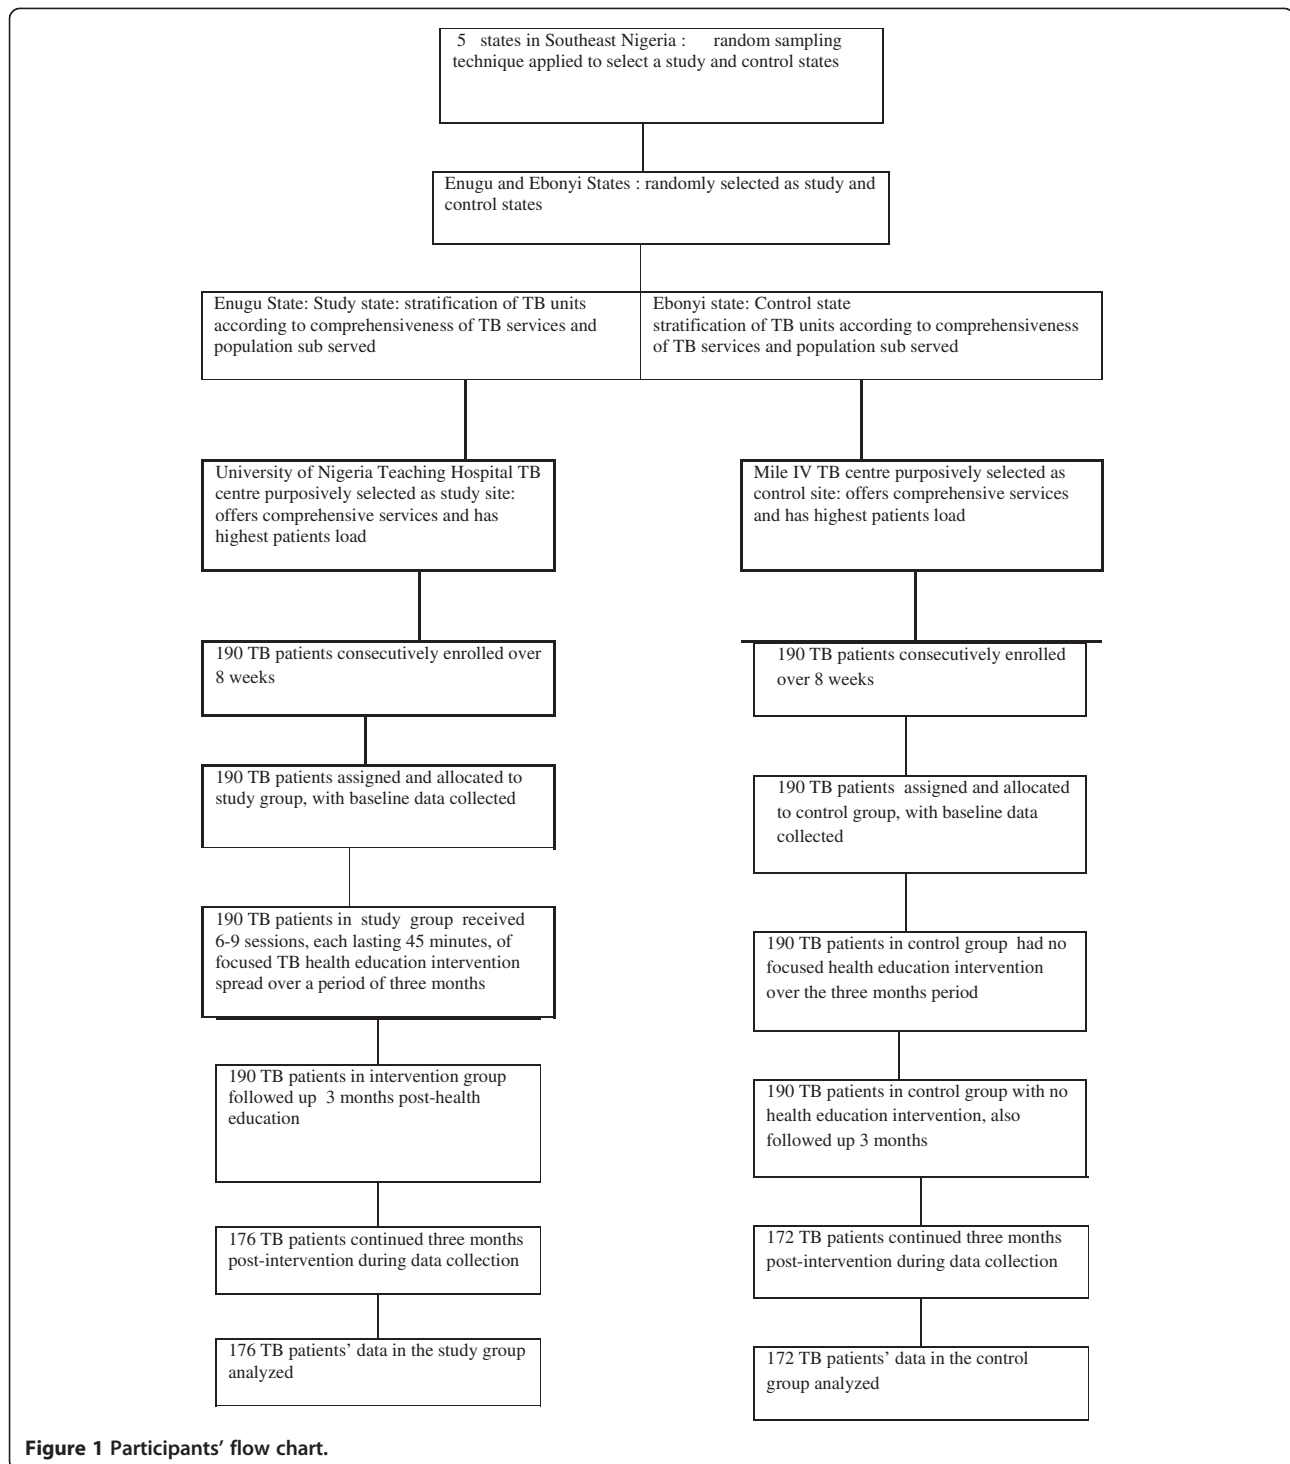 5 states in Southeast Nigeria : random sampling
technique applied to select a study and control states
Enugu and Ebonyi States : randomly selected as study and
control states
Enugu State: Study state: stratification of TB units
according to comprehensiveness of TB services and
population sub served
Ebonyi state: Control state
stratification of TB units according to comprehensiveness
of TB services and population sub served
University of Nigeria Teaching Hospital TB
centre purposively selected as study site:
offers comprehensive services and has
highest patients load
Mile IV TB centre purposively selected as
control site: offers comprehensive services
and has highest patients load
190 TB patients consecutively enrolled over
8 weeks
190 TB patients consecutively enrolled
over 8 weeks
190 TB patients assigned and allocated to
study group, with baseline data collected
190 TB patients assigned and allocated
to control group, with baseline data
collected
190 TB patients in study group received
6-9 sessions, each lasting 45 minutes, of
focused TB health education intervention
spread over a period of three months
190 TB patients in control group had no
focused health education intervention
over the three months period
190 TB patients in intervention group
followed up 3 months post-health
education
190 TB patients in control group with no
health education intervention, also
followed up 3 months
176 TB patients continued three months
post-intervention during data collection
172 TB patients continued three months
post-intervention during data collection
176 TB patients’ data in the study group
analyzed
172 TB patients’ data in the control
group analyzed
Figure 1 Participants’ flow chart.